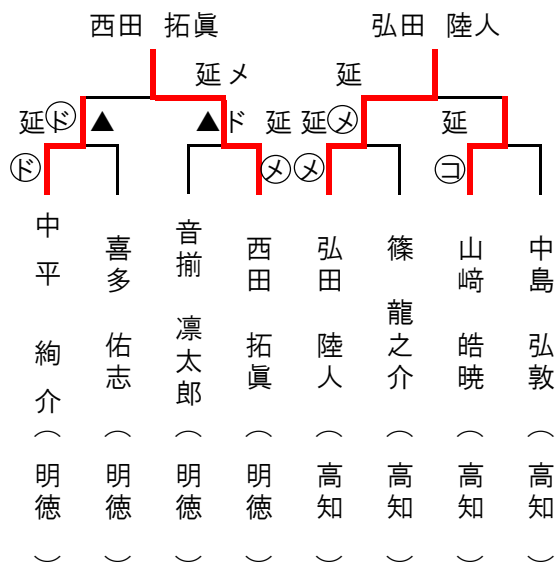 西田 拓眞
弘田 陸人
延メ
延
延㋣゙▲
▲ド
延
延㋱
延
㋣゙
㋱
㋱
㋙
中平 絢介(明徳)
喜多 佑志(明徳)
音揃 凛太郎(明徳)
西田 拓眞(明徳)
弘田 陸人(高知)
篠 龍之介(高知)
山﨑 皓暁(高知)
中島 弘敦(高知)